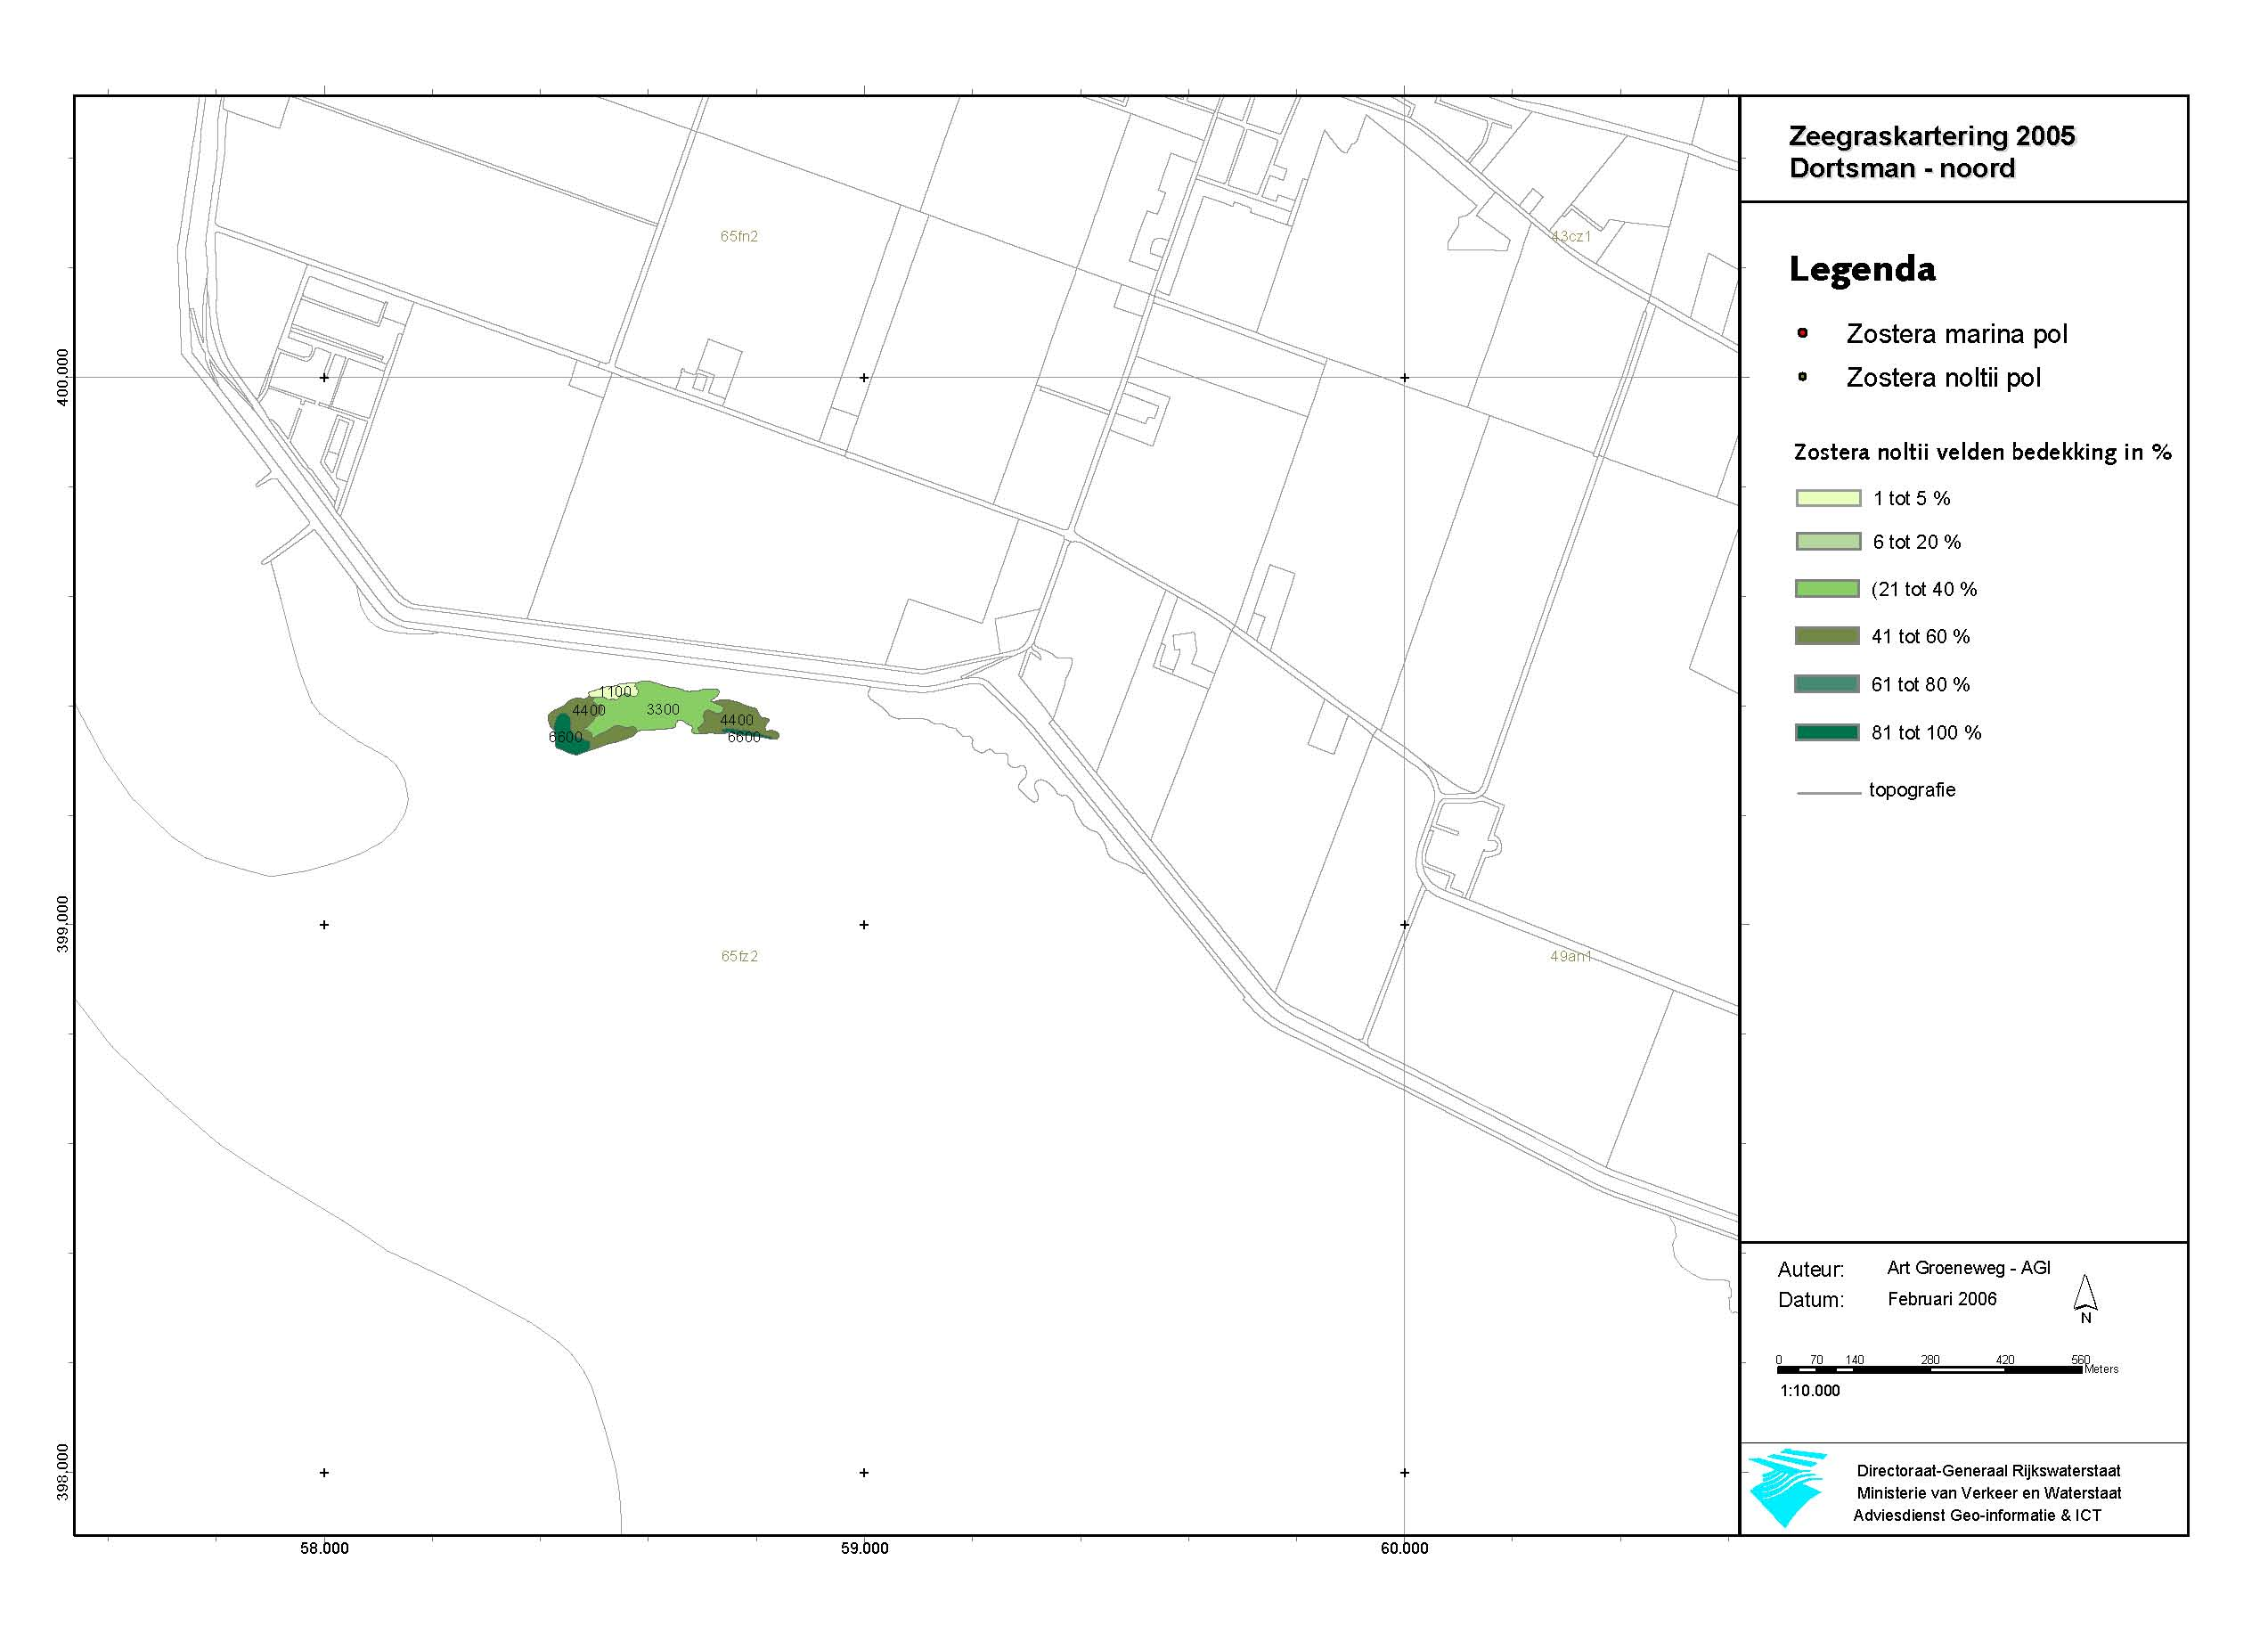 Zeegraskartering 2005
Dortsman - noord
Legenda
Zostera marina pol
Zostera noltii pol
Zostera noltii velden bedekking in %
1 tot 5 %
6 tot 20 %
(21 tot 40 %
41 tot 60 %
61 tot 80 %
81 tot 100 %
topografie
65fn2
43cz1
400,000
1100
4400
3300
4400
6600
6600
399,000
65fz2
49an1
398,000
58.000
59.000
60.000
Auteur: Art Groeneweg - AGI
Datum: Februari 2006
N
0 70 140 280 420 560
Meters
1:10.000
Directoraat-Generaal Rijkswaterstaat
Ministerie van Verkeer en Waterstaat
Adviesdienst Geo-informatie & ICT